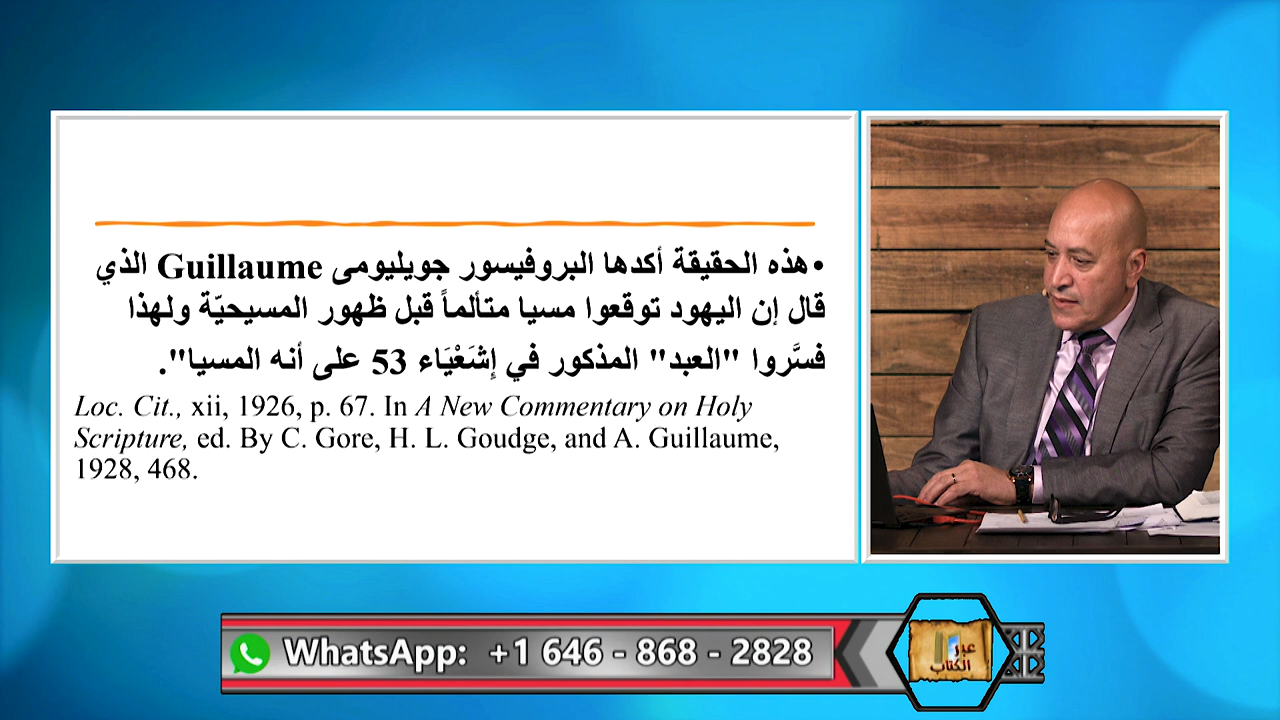 •هذه الحقيقة أكدها البروفيسور جويليومى Guillaume الذي
قال إن اليهود توقعوا مسيا متألماً قبل ظهور المسيحيّة ولهذا
فسَّروا "العبد" المذكور في إِشَعْيَاء 53 على أنه المسيا".
Loc. Cit., xii, 1926, p. 67. In A New Commentary on Holy
Scripture, ed. By C. Gore, H. L. Goudge, and A. Guillaume,
1928, 468.
WhatsApp: +1 646 - 868 - 2828
عبر
الكتاب